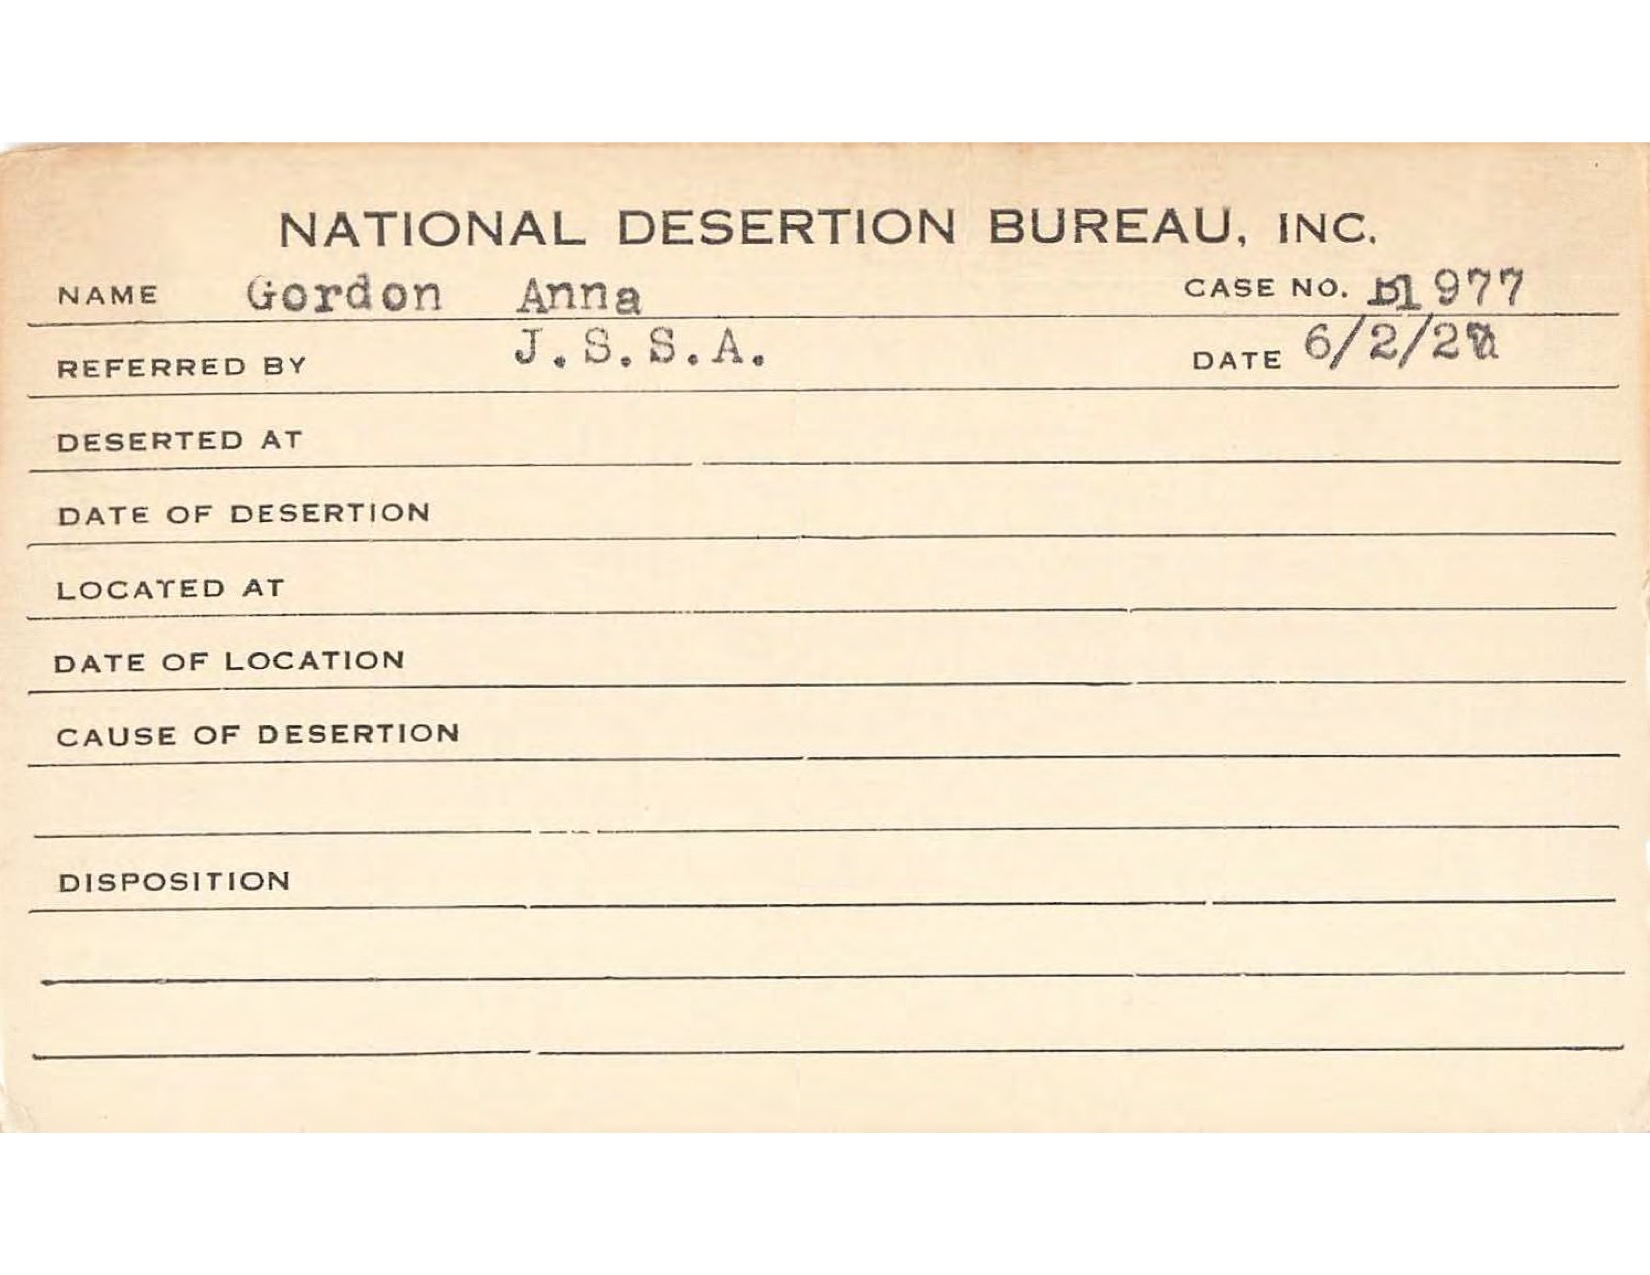 NATIONAL DESERTION BUREAU, INC.
NAME Gordon Anna CASE NO. 1977
REFERRED BY J.S.S.A. DATE
DESERTED AT
DATE OF DESERTION
LOCATED AT
DATE OF LOCATION
CAUSE OF DESERTION
DISPOSITION